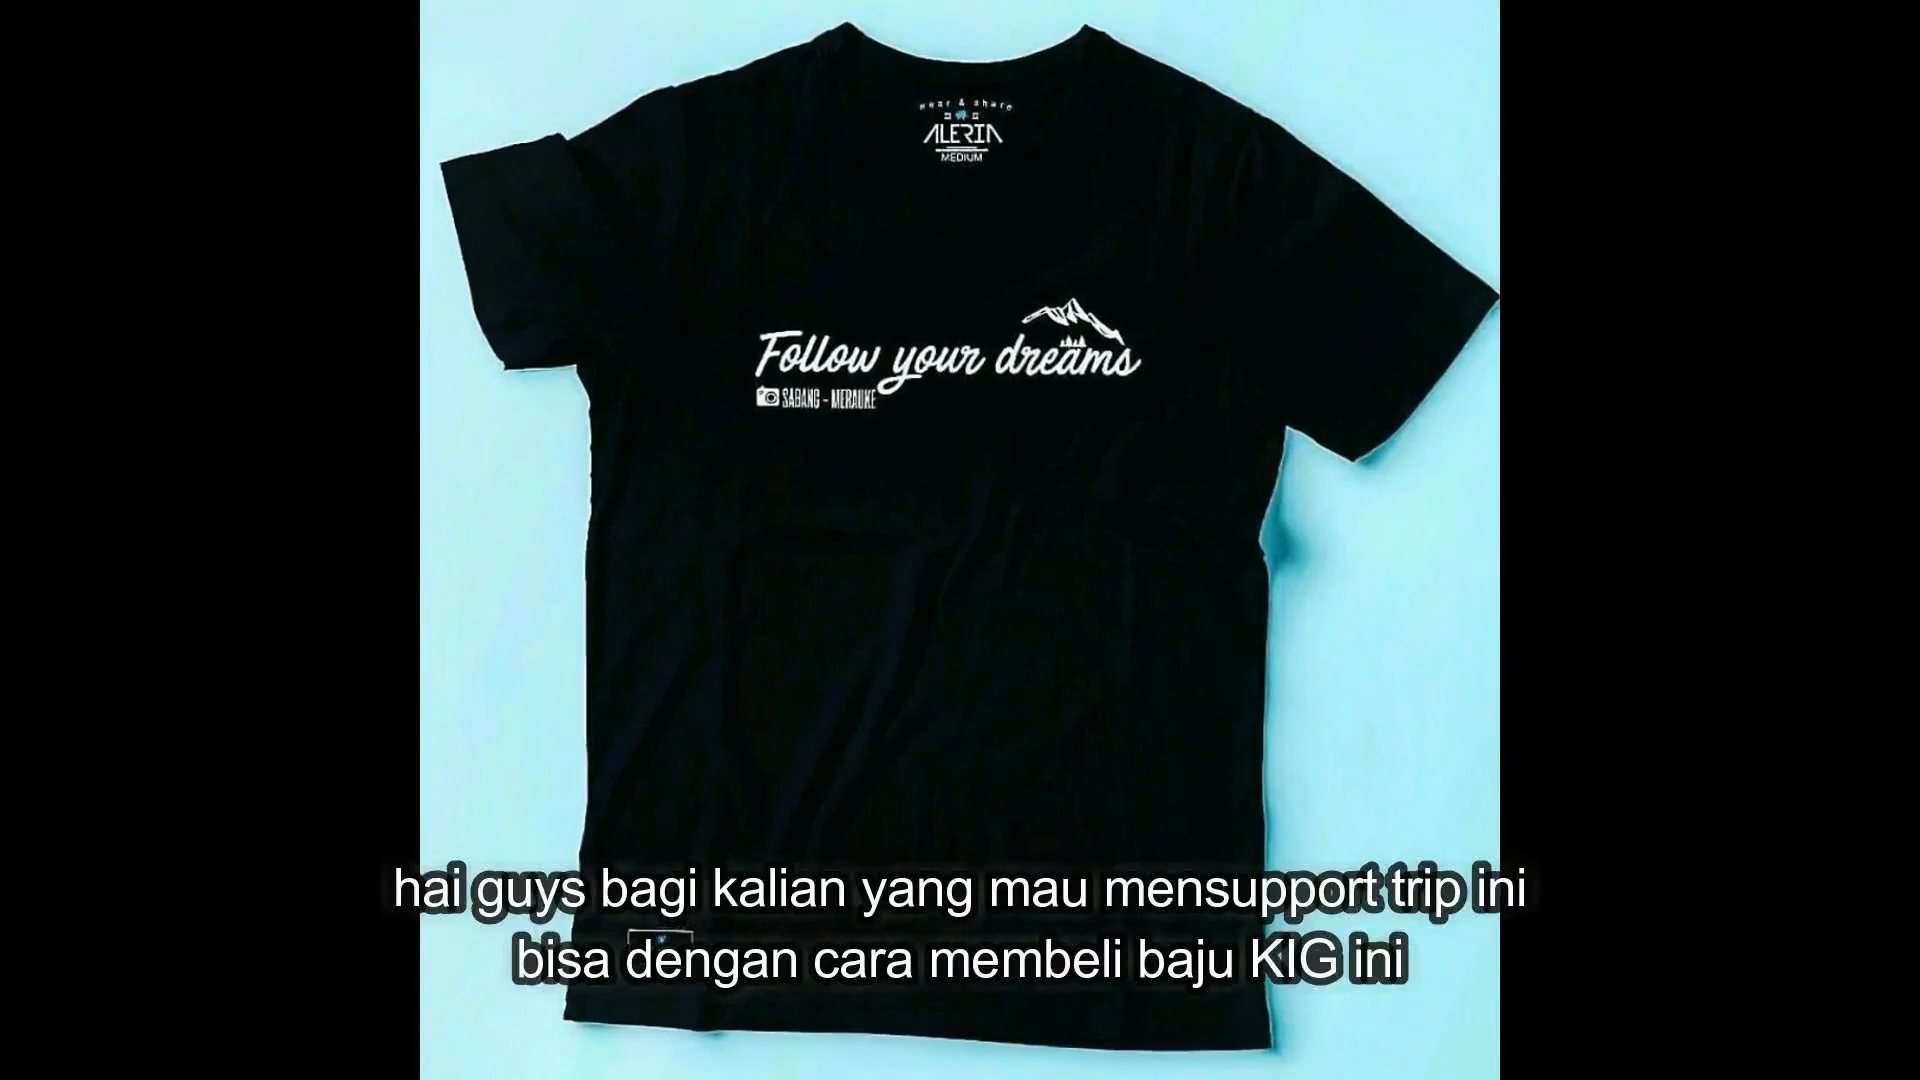 wear & share
ALERIA
MEDIUM
Follow your dreams
SABANG - MERAUKE
hai guys bagi kalian yang mau mensupport trip ini
bisa dengan cara membeli baju KIG ini